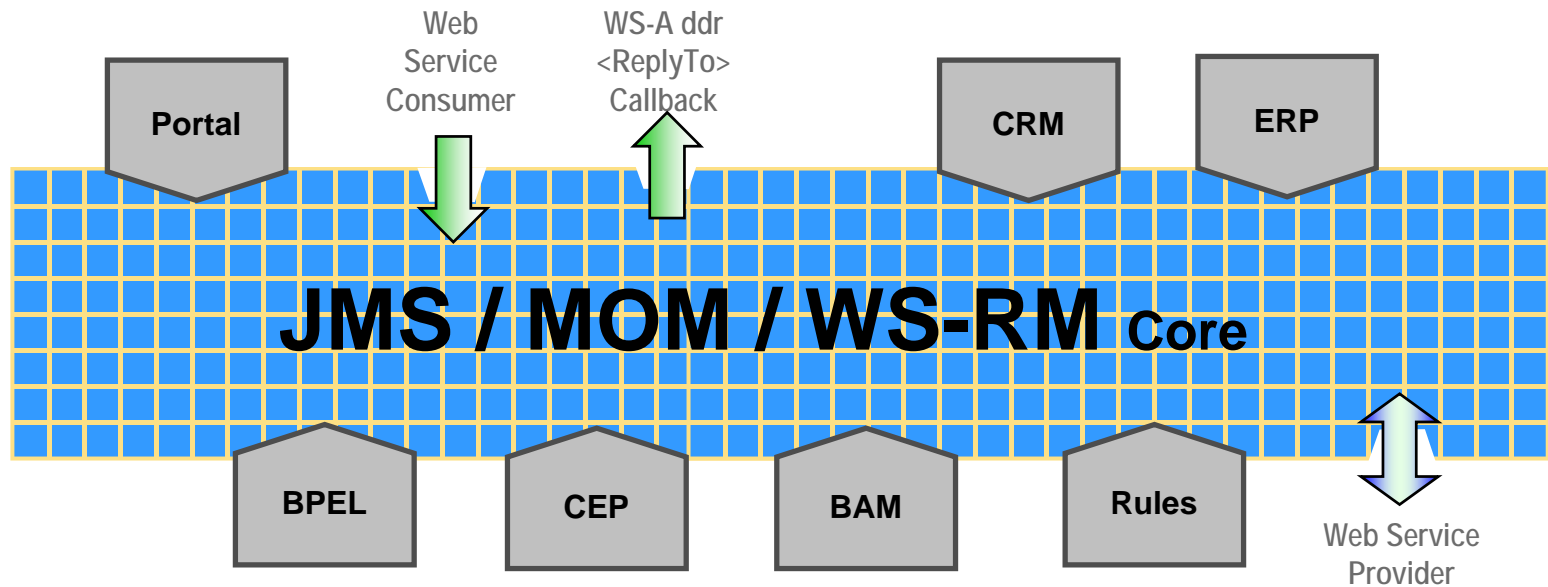 Web
Service
Consumer
WS-A ddr
<ReplyTo>
Callback
Portal
CRM
ERP
JMS / MOM / WS-RM Core
BPEL
CEP
BAM
Rules
Web Service
Provider